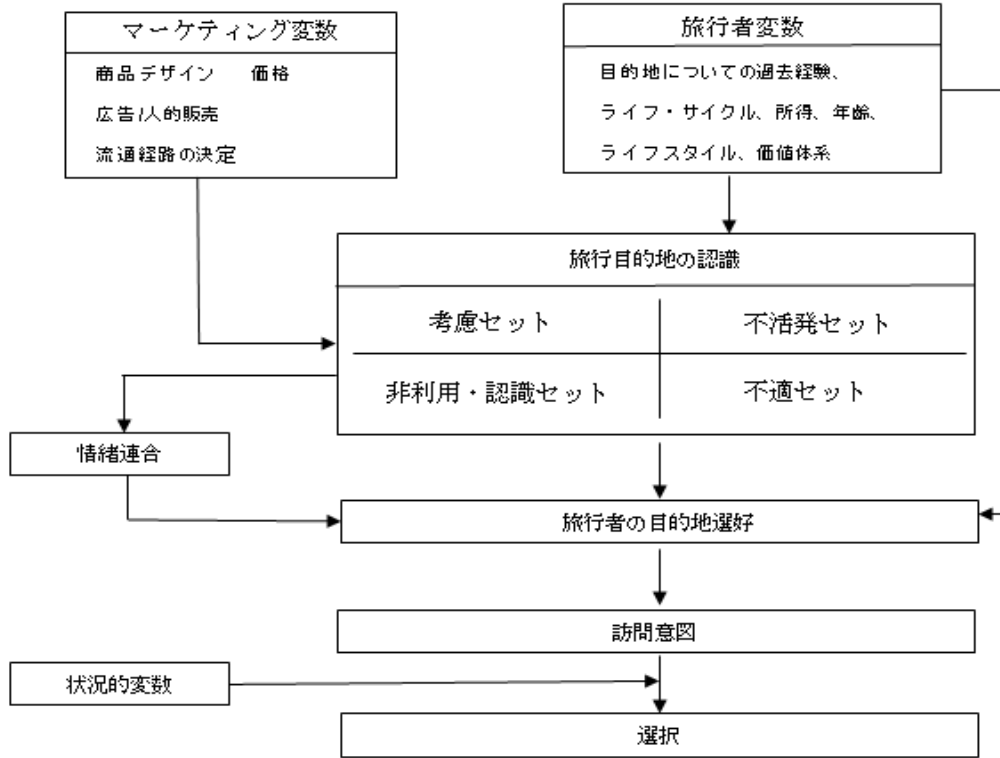 マーケティング変数
商品デザイン　価格
広告/人的販売
流通経路の決定
旅行者変数
目的地についての過去経験、
ライフ・サイクル、所得、年齢、
ライフスタイル、価値体系
旅行目的地の認識
考慮セット
不活発セット
非利用・認識セット
不適セット
情緒連合
旅行者の目的地選好
訪問意図
状況的変数
選択